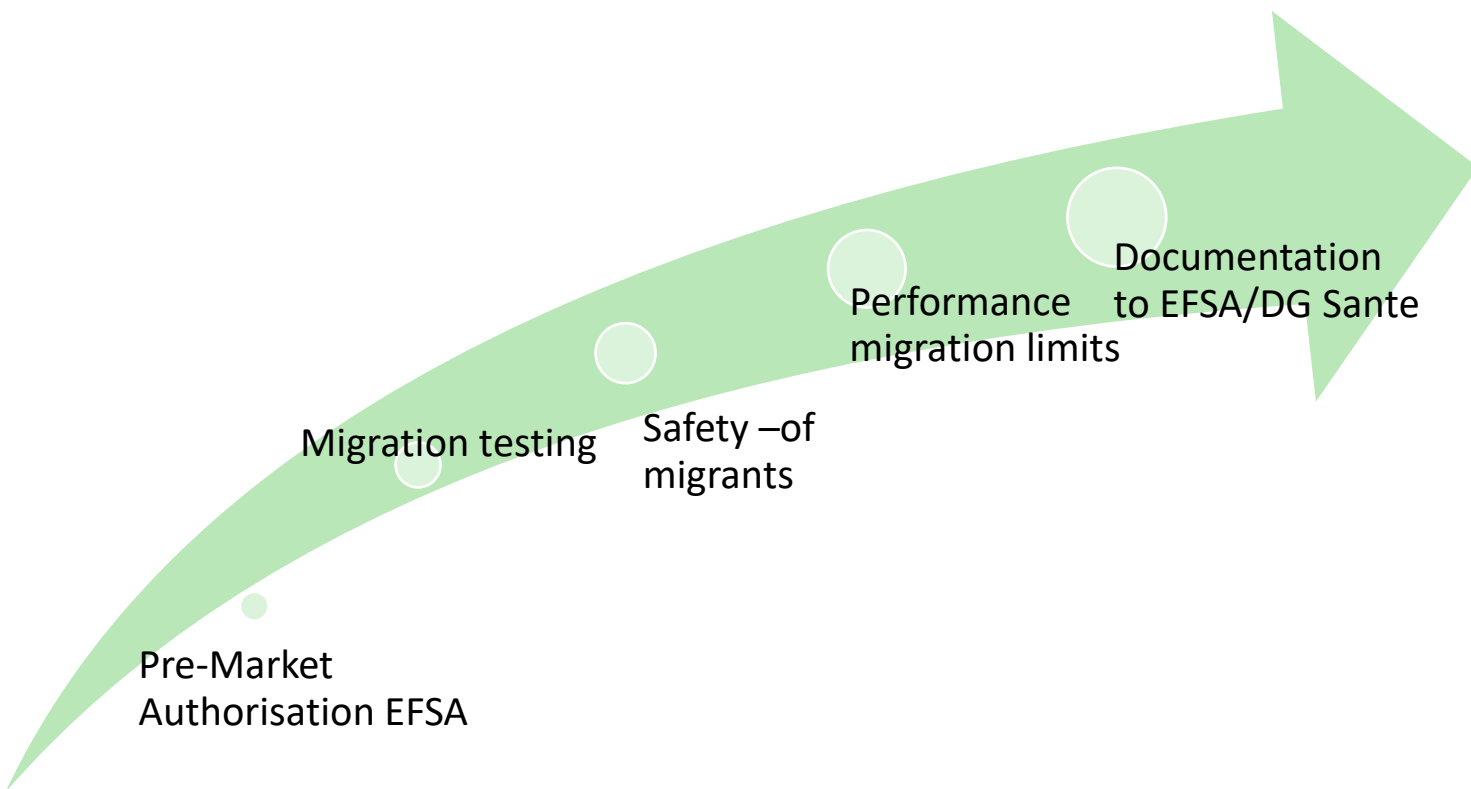 Pre-Market
Authorisation EFSA
Migration testing
Safety –of
migrants
Performance
migration limits
Documentation
to EFSA/DG Sante